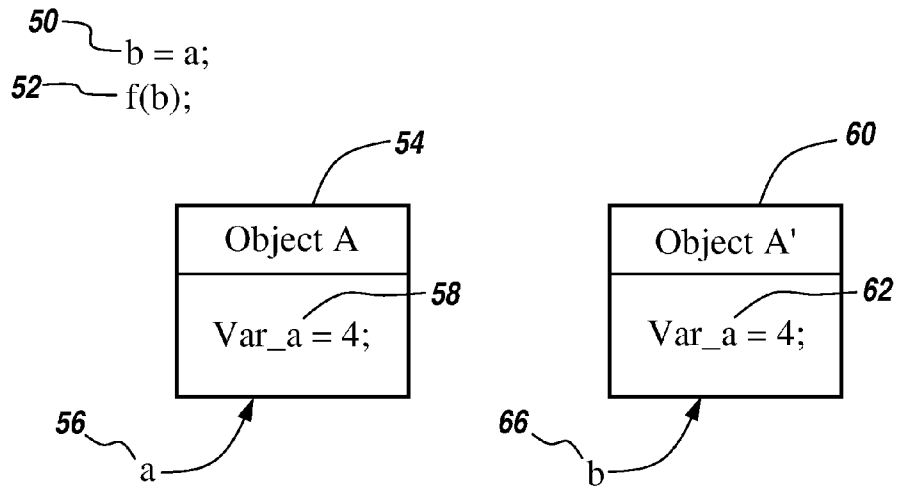 50
b = a;
52
f(b);
54
60
Object A
Object A'
58
62
Var_a = 4;
Var_a = 4;
56
a
66
b